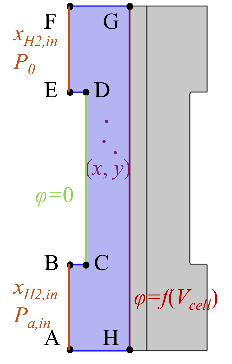 F G
x_{H2,in}
P_0
E D
(x, y)
φ=0
B C
x_{H2,in}
P_{a,in}
φ=f(V_{cell})
A H